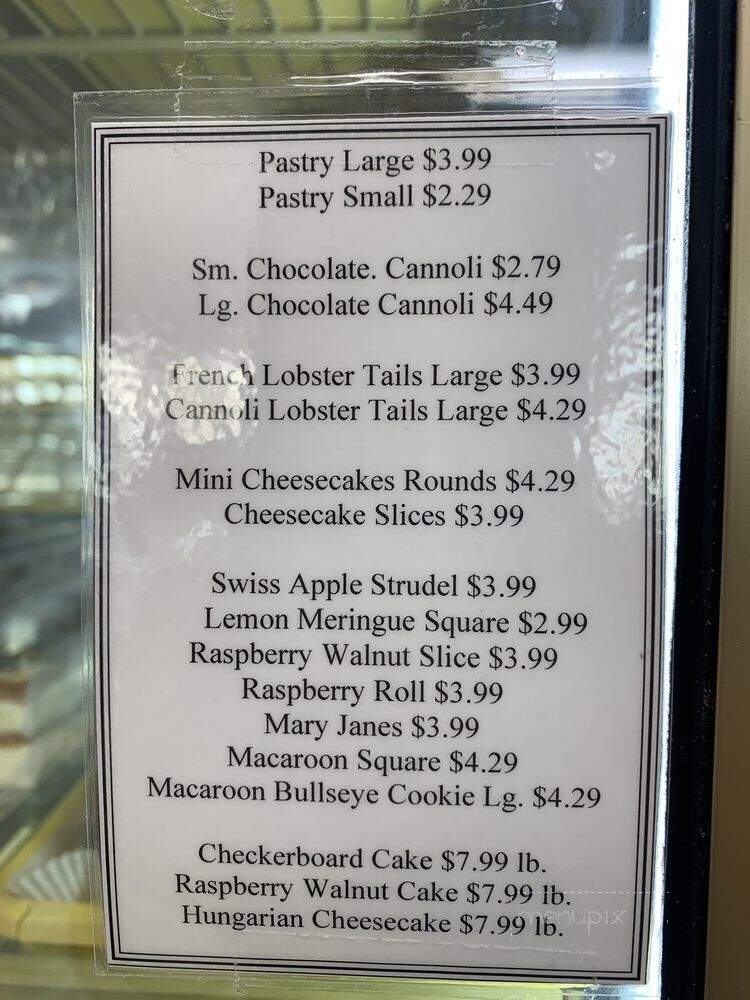 Pastry Large $3.99
Pastry Small $2.29
Sm. Chocolate. Cannoli $2.79
Lg. Chocolate Cannoli $4.49
French Lobster Tails Large $3.99
Cannoli Lobster Tails Large $4.29
Mini Cheesecakes Rounds $4.29
Cheesecake Slices $3.99
Swiss Apple Strudel $3.99
Lemon Meringue Square $2.99
Raspberry Walnut Slice $3.99
Raspberry Roll $3.99
Mary Janes $3.99
Macaroon Square $4.29
Macaroon Bullseye Cookie Lg. $4.29
Checkerboard Cake $7.99 lb.
Raspberry Walnut Cake $7.99 lb.
Hungarian Cheesecake $7.99 lb.
menupix